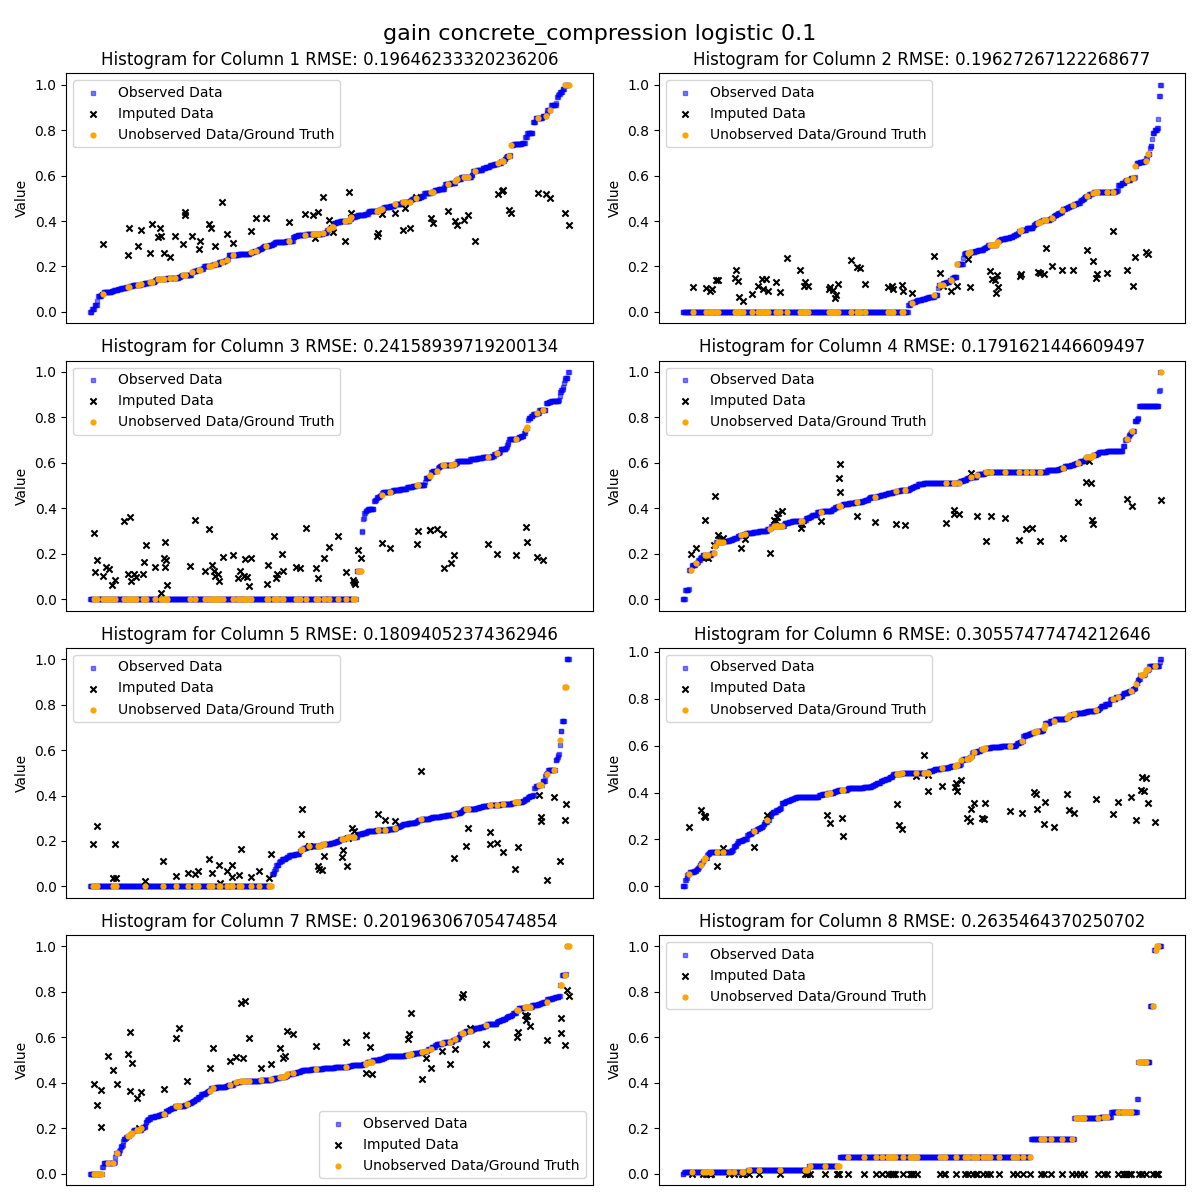 gain concrete_compression logistic 0.1
Histogram for Column 1 RMSE: 0.19646233320236206
Histogram for Column 2 RMSE: 0.19627267122268677
1.0
0.8
0.6
0.4
0.2
0.0
Value
Observed Data
Imputed Data
Unobserved Data/Ground Truth
1.0
0.8
0.6
0.4
0.2
0.0
Value
Observed Data
Imputed Data
Unobserved Data/Ground Truth
Histogram for Column 3 RMSE: 0.24158939719200134
Histogram for Column 4 RMSE: 0.1791621446609497
1.0
0.8
0.6
0.4
0.2
0.0
Value
Observed Data
Imputed Data
Unobserved Data/Ground Truth
1.0
0.8
0.6
0.4
0.2
0.0
Value
Observed Data
Imputed Data
Unobserved Data/Ground Truth
Histogram for Column 5 RMSE: 0.18094052374362946
Histogram for Column 6 RMSE: 0.30557477474212646
1.0
0.8
0.6
0.4
0.2
0.0
Value
Observed Data
Imputed Data
Unobserved Data/Ground Truth
1.0
0.8
0.6
0.4
0.2
0.0
Value
Observed Data
Imputed Data
Unobserved Data/Ground Truth
Histogram for Column 7 RMSE: 0.20196306705474854
Histogram for Column 8 RMSE: 0.2635464370250702
1.0
0.8
0.6
0.4
0.2
0.0
Value
Observed Data
Imputed Data
Unobserved Data/Ground Truth
1.0
0.8
0.6
0.4
0.2
0.0
Value
Observed Data
Imputed Data
Unobserved Data/Ground Truth